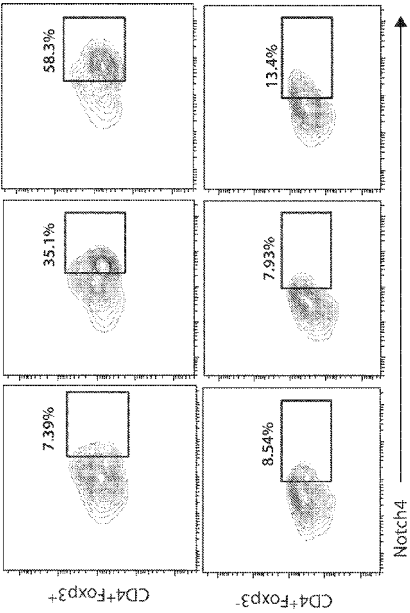 CD4⁺Foxp3⁺
7.39%
35.1%
58.3%
CD4⁺Foxp3⁻
8.54%
7.93%
13.4%
Notch4